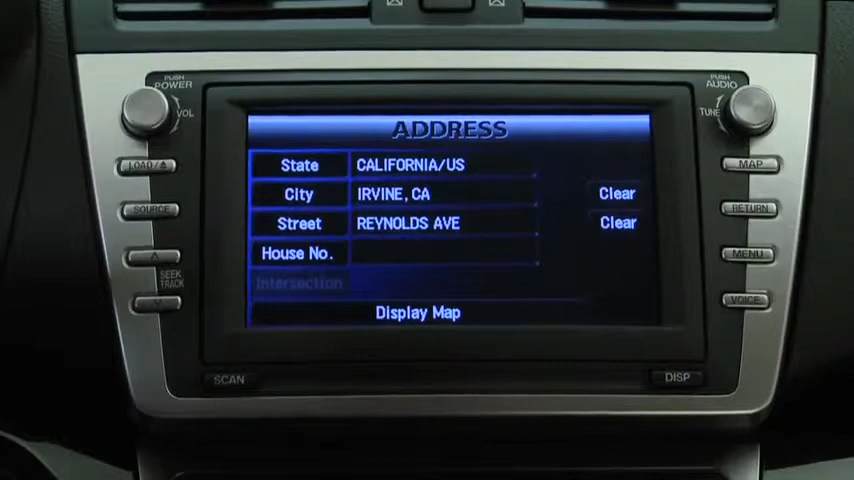 PUSH
POWER
VOL
PUSH
AUDIO
TUNE
ADDRESS
State CALIFORNIA/US
City IRVINE, CA Clear
Street REYNOLDS AVE Clear
House No.
Intersection
Display Map
LOAD/⏏
SOURCE
SEEK
TRACK
MAP
RETURN
MENU
VOICE
SCAN
DISP